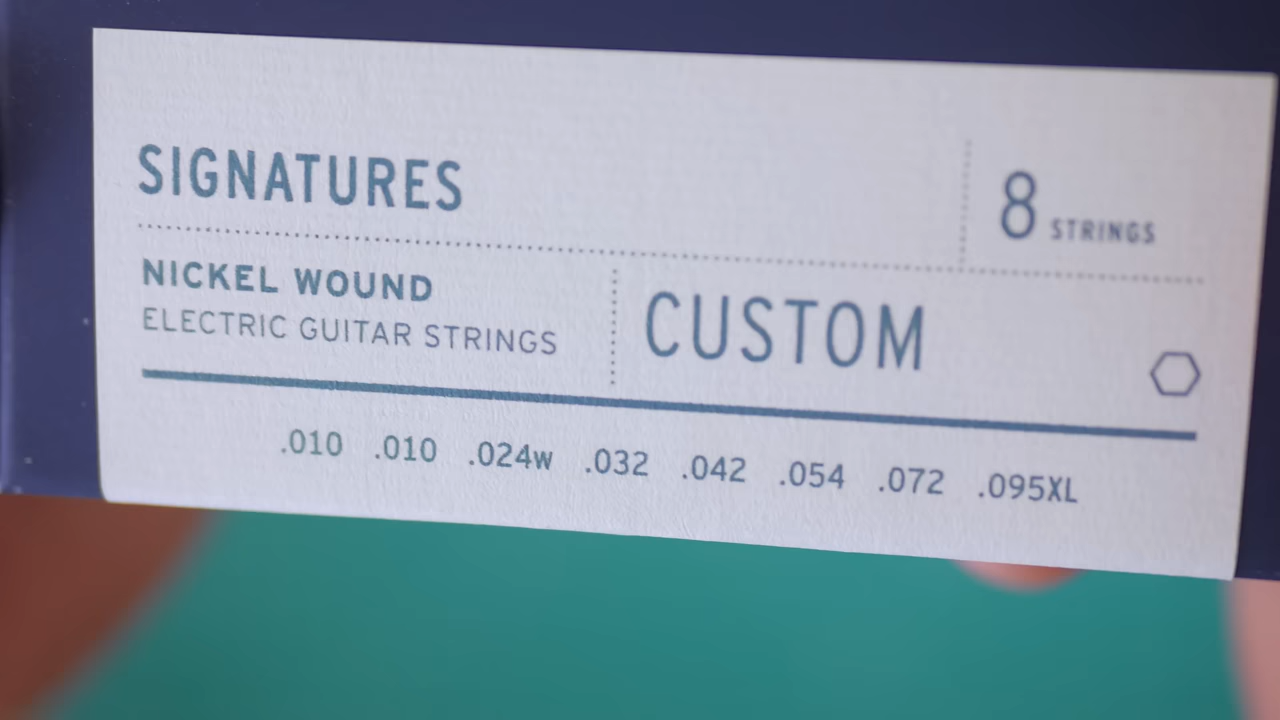 SIGNATURES
8 STRINGS
NICKEL WOUND
ELECTRIC GUITAR STRINGS
CUSTOM
.010 .010 .024w .032 .042 .054 .072 .095XL